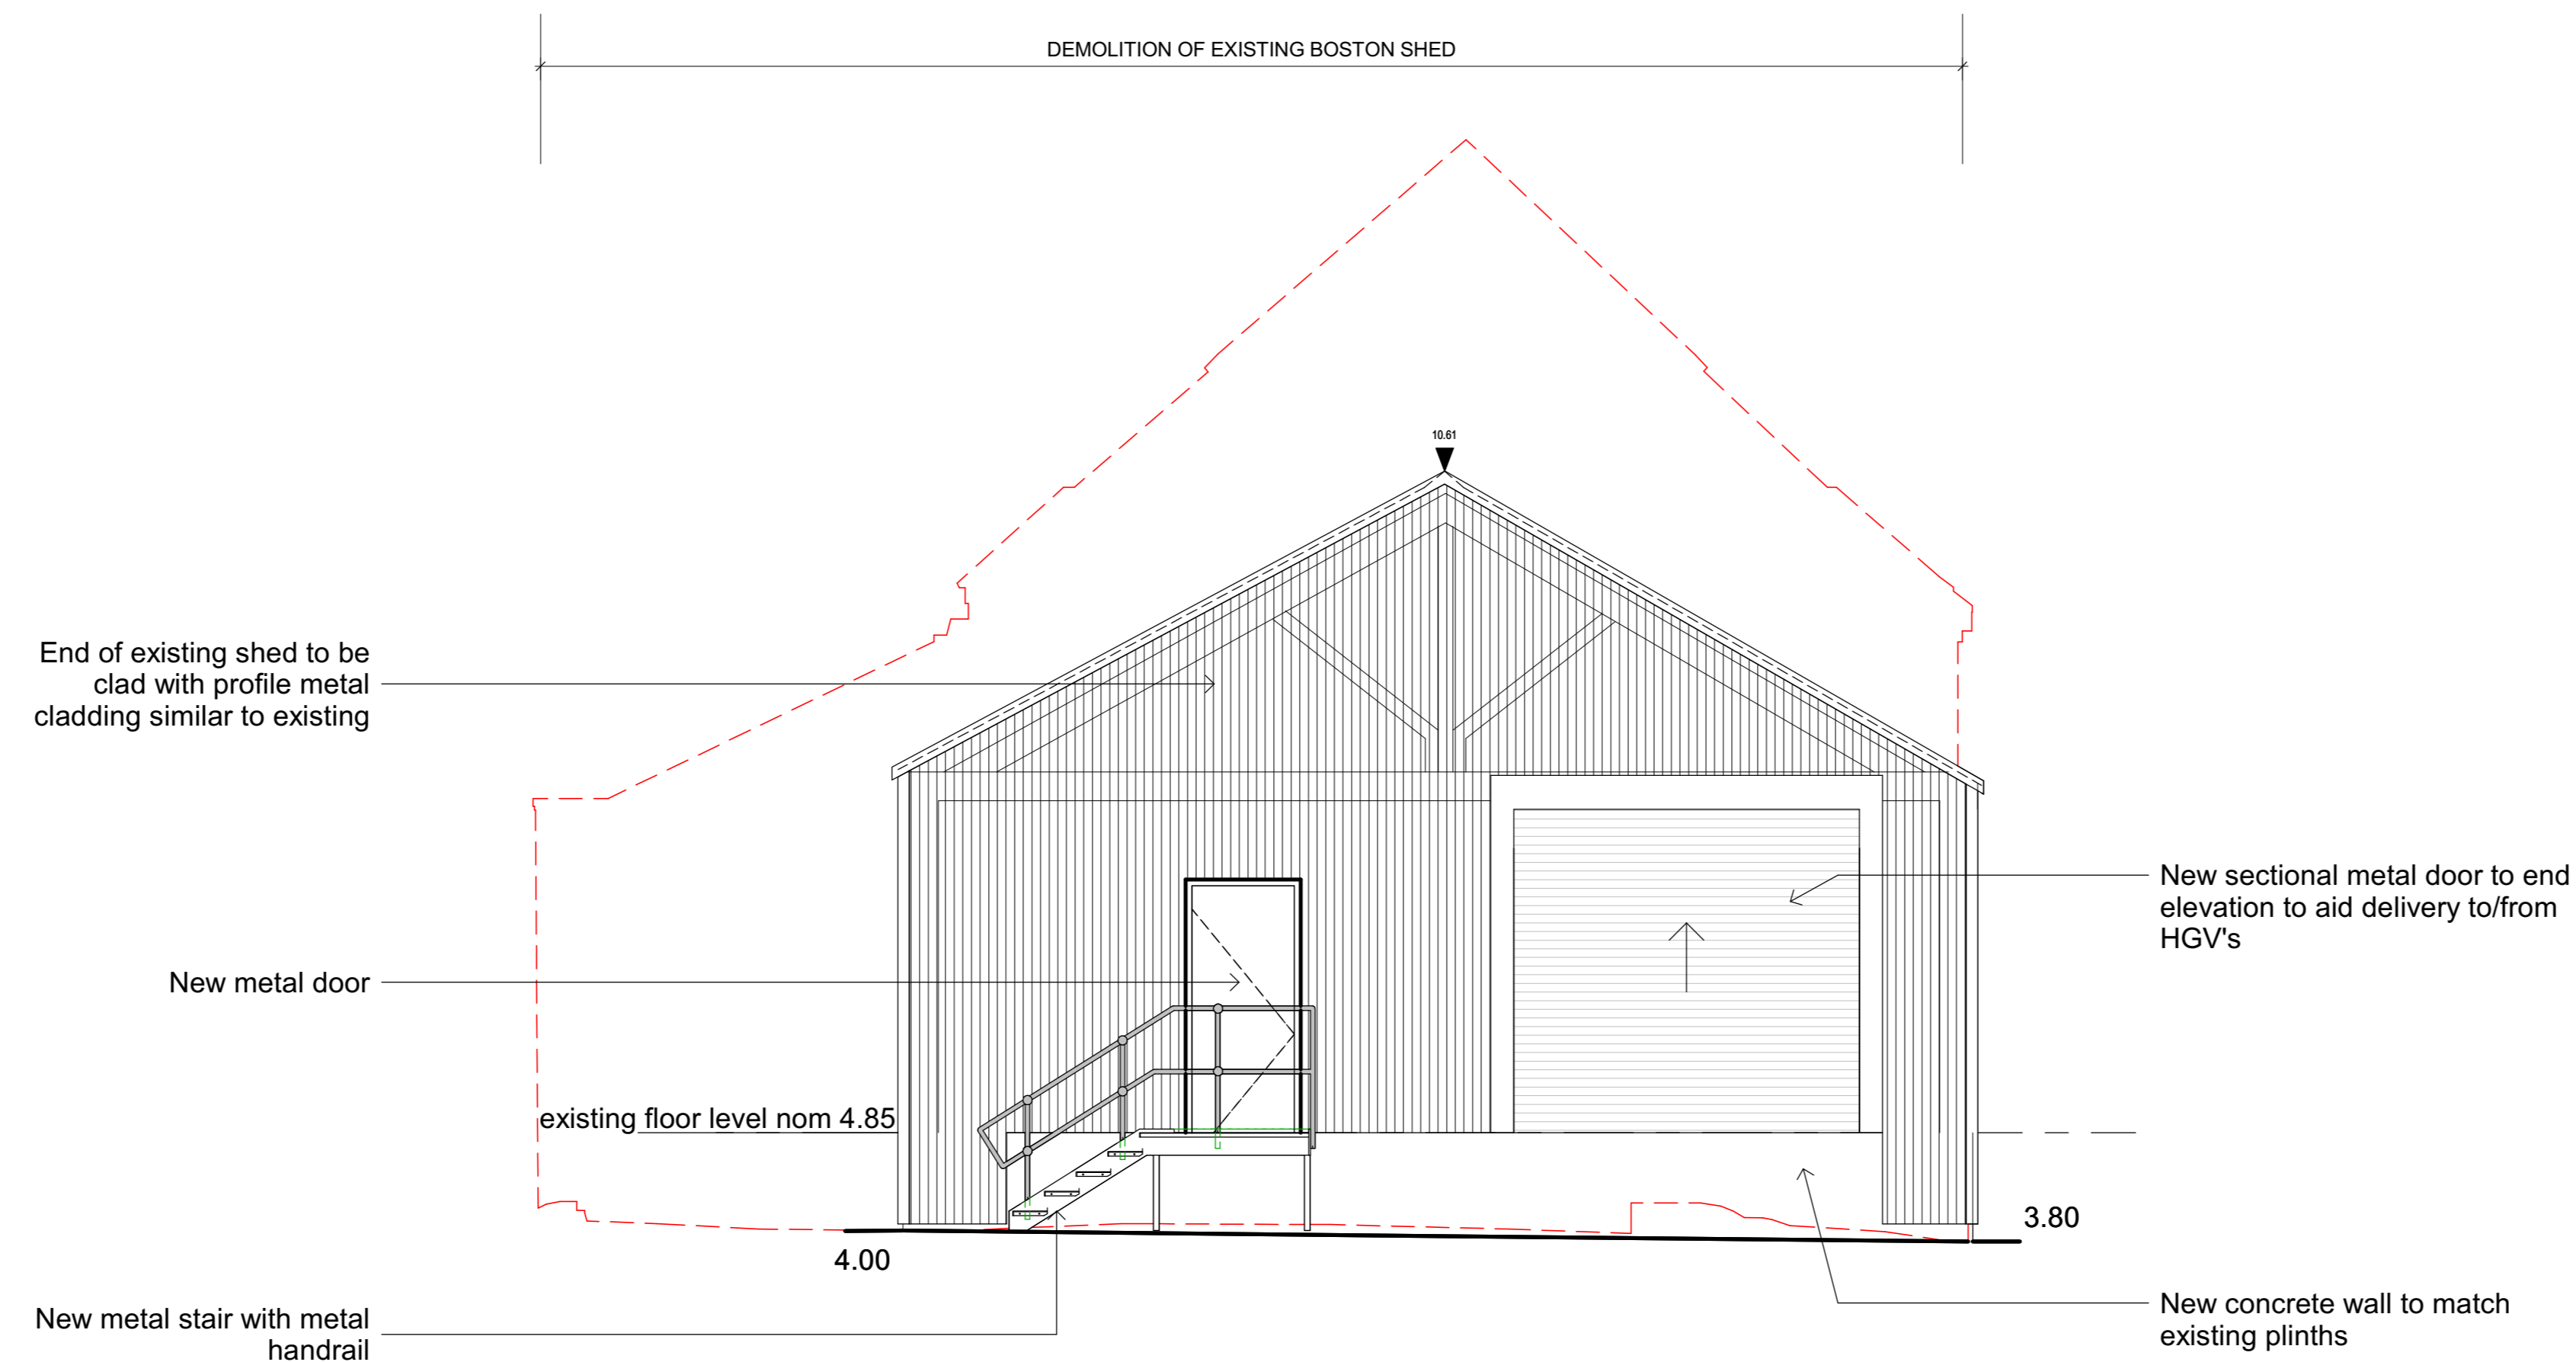 DEMOLITION OF EXISTING BOSTON SHED
10.61
End of existing shed to be
clad with profile metal
cladding similar to existing
New sectional metal door to end
elevation to aid delivery to/from
HGV's
New metal door
existing floor level nom 4.85
3.80
4.00
New metal stair with metal
handrail
New concrete wall to match
existing plinths